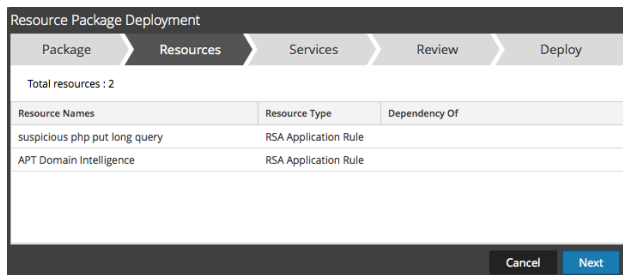 Resource Package Deployment
Package Resources Services Review Deploy
Total resources : 2
Resource Names Resource Type Dependency Of
suspicious php put long query RSA Application Rule
APT Domain Intelligence RSA Application Rule
Cancel Next